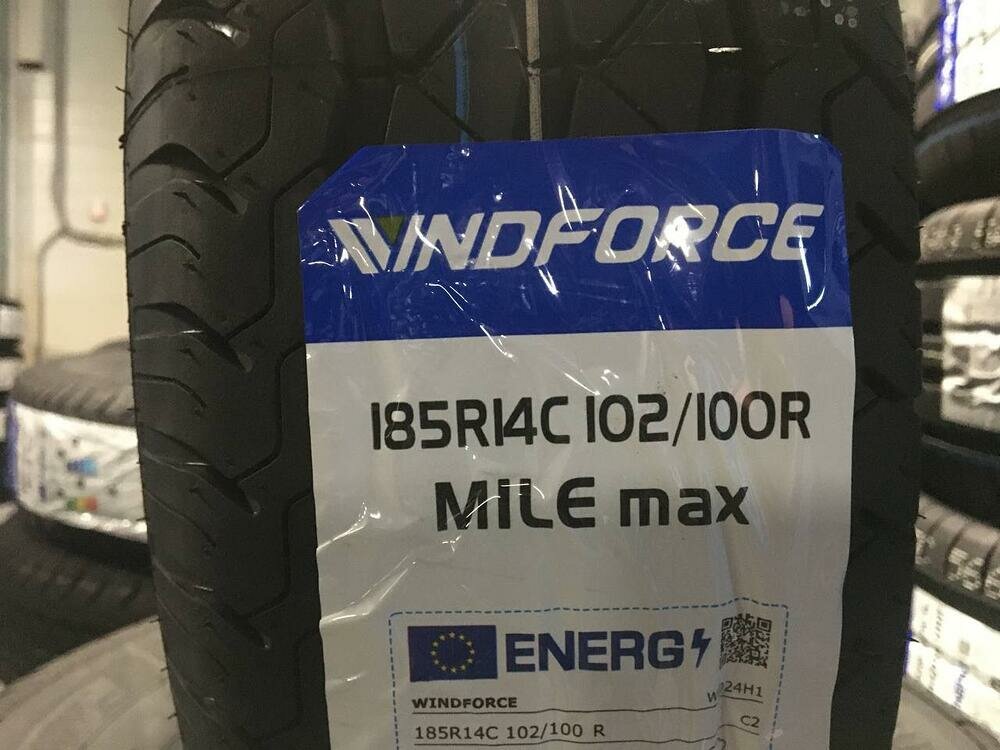 WINDFORCE
185R14C 102/100R
MILE max
ENERG
WINDFORCE
185R14C 102/100 R
C2